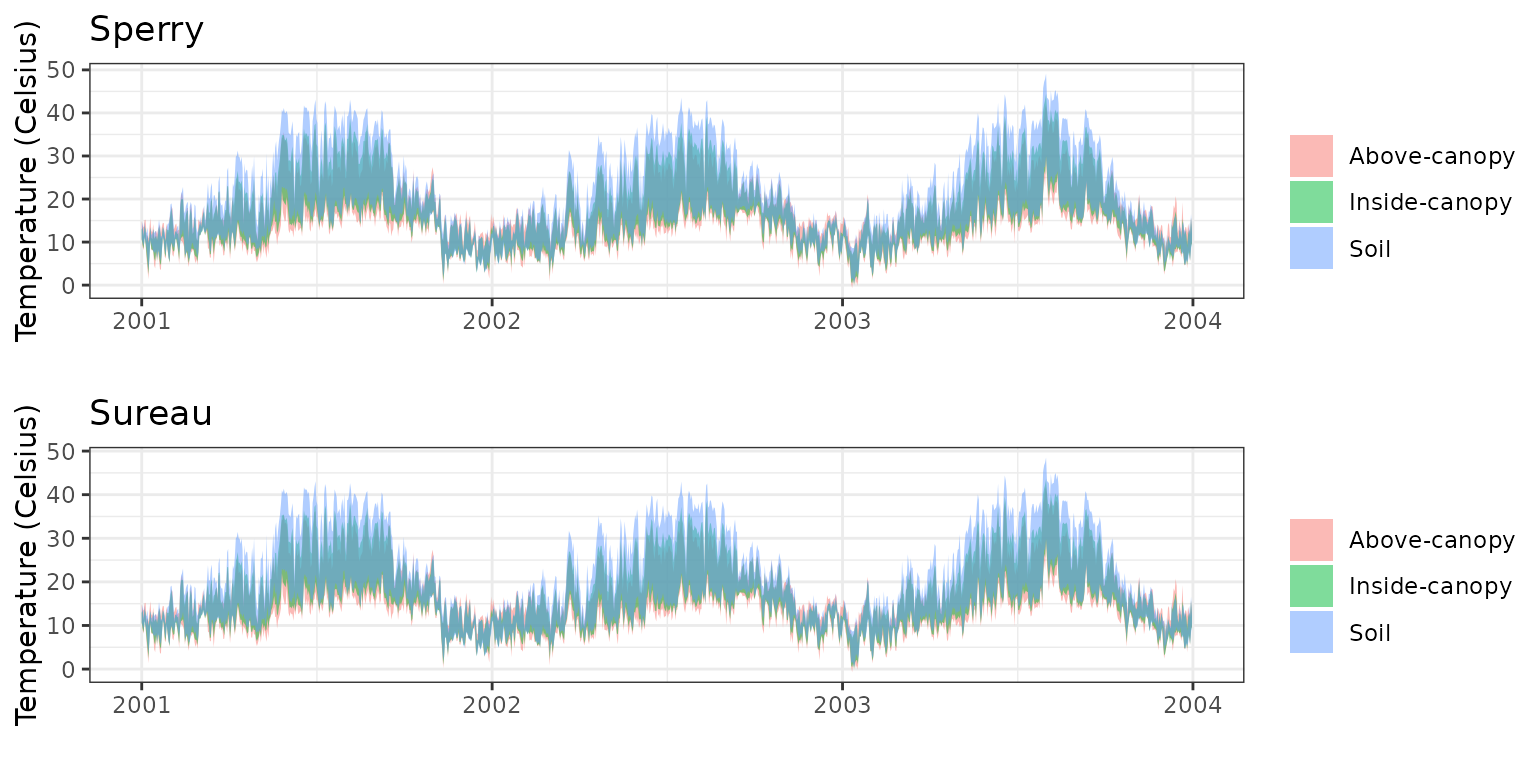 Sperry
Temperature (Celsius)
50
40
30
20
10
0
2001 2002 2003 2004
Above-canopy
Inside-canopy
Soil
Sureau
Temperature (Celsius)
50
40
30
20
10
0
2001 2002 2003 2004
Above-canopy
Inside-canopy
Soil